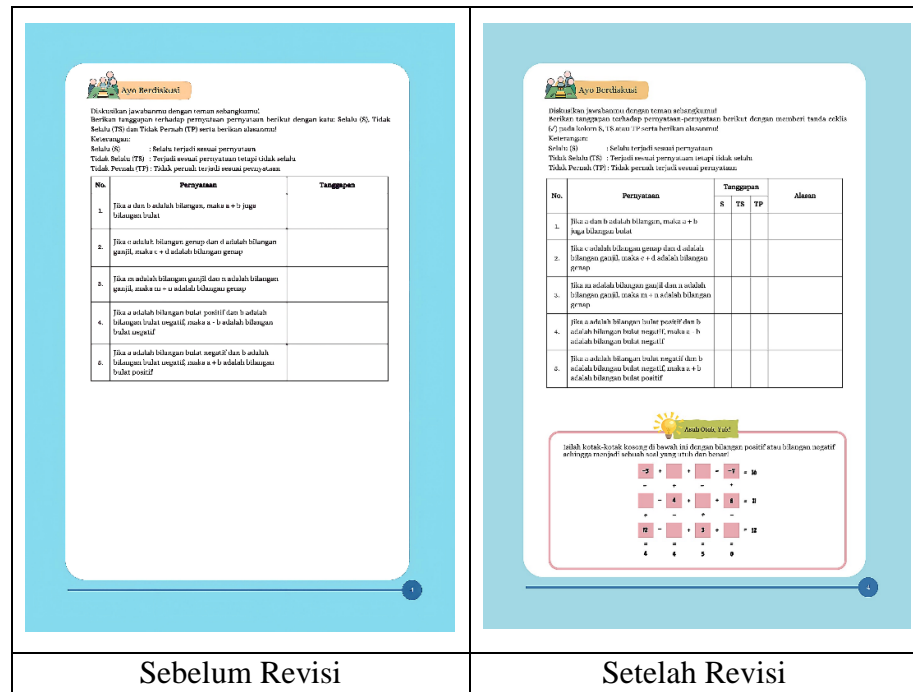 Ayo Berdiskusi
Diskusikan jawabanmu dengan teman sebangkumu!
Berikan tanggapan terhadap pernyataan pernyataan berikut dengan kata: Selalu (S), Tidak
Selalu (TS) dan Tidak Pernah (TP) serta berikan alasanmu!
Keterangan:
Selalu (S) : Selalu terjadi sesuai pernyataan
Tidak Selalu (TS) : Terjadi sesuai pernyataan tetapi tidak selalu
Tidak Pernah (TP) : Tidak pernah terjadi sesuai pernyataan
No. Pernyataan Tanggapan
1. Jika a dan b adalah bilangan, maka a + b juga
bilangan bulat
2. Jika c adalah bilangan genap dan d adalah bilangan
ganjil, maka c + d adalah bilangan genap
3. Jika m adalah bilangan ganjil dan n adalah bilangan
ganjil, maka m + n adalah bilangan genap
4. Jika a adalah bilangan bulat positif dan b adalah
bilangan bulat negatif, maka a - b adalah bilangan
bulat negatif
5. Jika a adalah bilangan bulat negatif dan b adalah
bilangan bulat negatif, maka a + b adalah bilangan
bulat positif
Sebelum Revisi
Ayo Berdiskusi
Diskusikan jawabanmu dengan teman sebangkumu!
Berikan tanggapan terhadap pernyataan-pernyataan berikut dengan memberi tanda ceklis
(✓) pada kolom S, TS atau TP serta berikan alasanmu!
Keterangan:
Selalu (S) : Selalu terjadi sesuai pernyataan
Tidak Selalu (TS) : Terjadi sesuai pernyataan tetapi tidak selalu
Tidak Pernah (TP) : Tidak pernah terjadi sesuai pernyataan
No. Pernyataan Tanggapan Alasan
S TS TP
1. Jika a dan b adalah bilangan, maka a + b
juga bilangan bulat
2. Jika c adalah bilangan genap dan d adalah
bilangan ganjil, maka c + d adalah bilangan
genap
3. Jika m adalah bilangan ganjil dan n adalah
bilangan ganjil, maka m + n adalah bilangan
genap
4. Jika a adalah bilangan bulat positif dan b
adalah bilangan bulat negatif, maka a - b
adalah bilangan bulat negatif
5. Jika a adalah bilangan bulat negatif dan b
adalah bilangan bulat negatif, maka a + b
adalah bilangan bulat positif
Asah Otak, Yuk!
Isilah kotak-kotak kosong di bawah ini dengan bilangan positif atau bilangan negatif
sehingga menjadi sebuah soal yang utuh dan benar!
= 4 + + 8 = 11
12 - + 3 + = 12
= = = =
4 6 5 0
Setelah Revisi